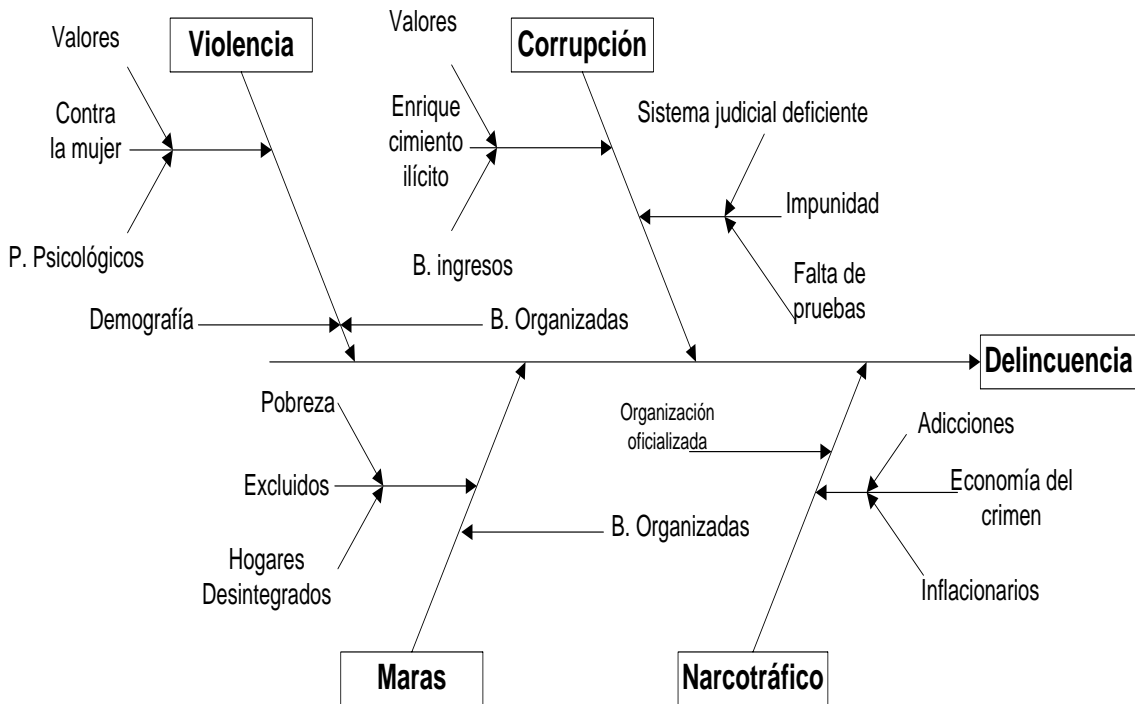 Valores
Violencia
Contra
la mujer
P. Psicológicos
Demografía
B. Organizadas
Valores
Corrupción
Enrique
cimiento
ilícito
B. ingresos
Sistema judicial deficiente
Impunidad
Falta de
pruebas
Delincuencia
Pobreza
Excluidos
Hogares
Desintegrados
B. Organizadas
Maras
Organización
oficializada
Adicciones
Economía del
crimen
Inflacionarios
Narcotráfico